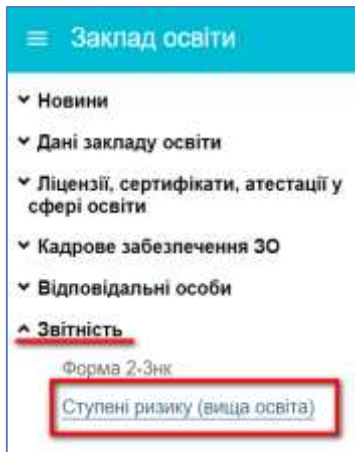 Заклад освіти
Новини
Дані закладу освіти
Ліцензії, сертифікати, атестації у
сфері освіти
Кадрове забезпечення ЗО
Відповідальні особи
Звітність
Форма 2-3нк
Ступені ризику (вища освіта)